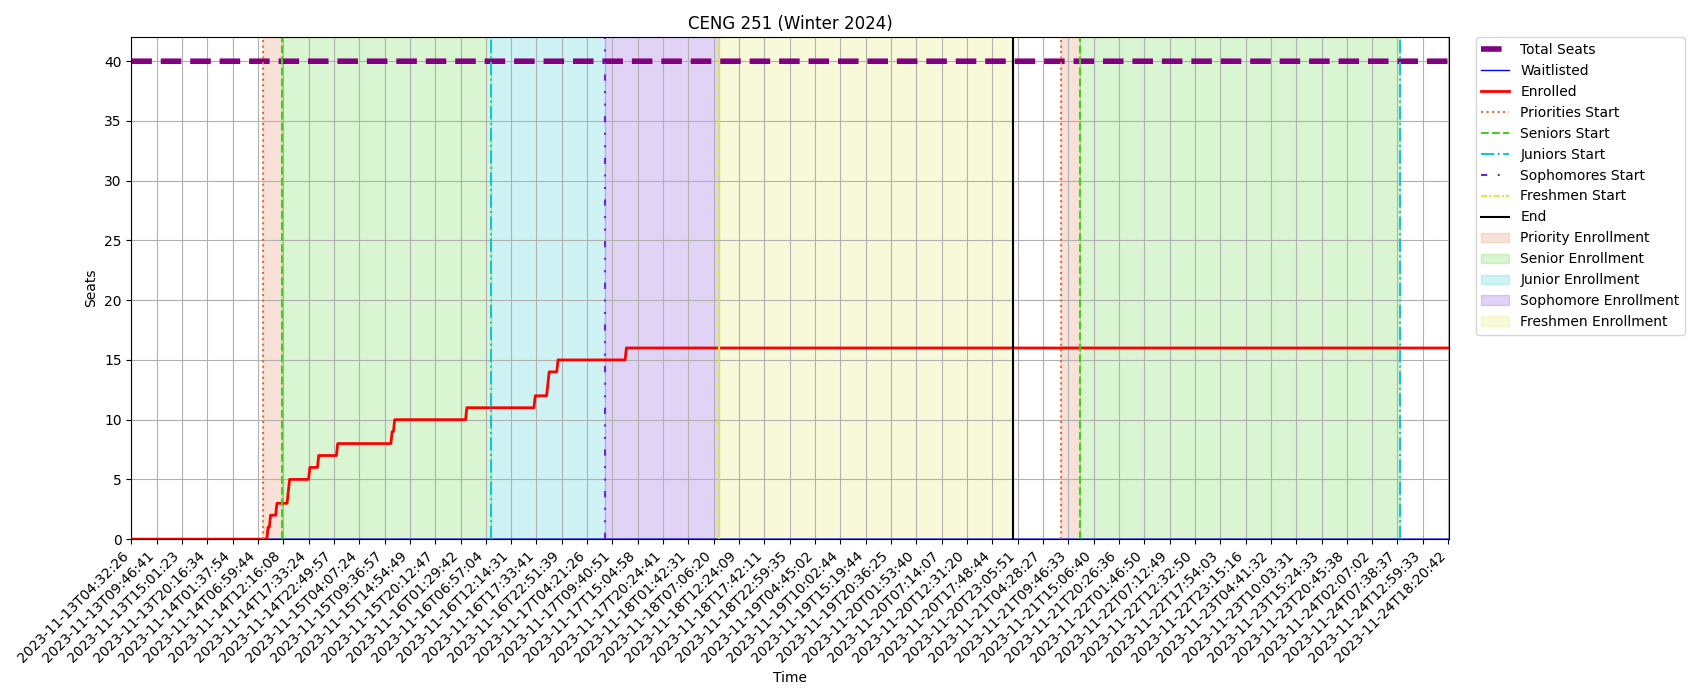 CENG 251 (Winter 2024)
Seats
40
35
30
25
20
15
10
5
0
2023-11-13T04:32:26
2023-11-13T09:46:41
2023-11-13T15:01:23
2023-11-13T20:16:34
2023-11-14T01:37:54
2023-11-14T06:59:44
2023-11-14T12:16:08
2023-11-14T17:33:24
2023-11-14T22:49:57
2023-11-15T04:07:24
2023-11-15T09:36:57
2023-11-15T14:54:49
2023-11-15T20:12:47
2023-11-16T01:29:42
2023-11-16T06:57:04
2023-11-16T12:14:31
2023-11-16T17:33:41
2023-11-16T22:51:39
2023-11-17T04:21:26
2023-11-17T09:40:51
2023-11-17T15:04:58
2023-11-17T20:24:41
2023-11-18T01:42:31
2023-11-18T07:06:20
2023-11-18T12:24:09
2023-11-18T17:42:11
2023-11-18T22:59:35
2023-11-19T04:45:02
2023-11-19T10:02:44
2023-11-19T15:19:44
2023-11-19T20:36:25
2023-11-20T01:53:40
2023-11-20T07:14:07
2023-11-20T12:31:20
2023-11-20T17:48:44
2023-11-20T23:05:51
2023-11-21T04:28:27
2023-11-21T09:46:33
2023-11-21T15:06:40
2023-11-21T20:26:36
2023-11-22T01:46:50
2023-11-22T07:12:49
2023-11-22T12:32:50
2023-11-22T17:54:03
2023-11-22T23:15:16
2023-11-23T04:41:32
2023-11-23T10:03:31
2023-11-23T15:24:33
2023-11-23T20:45:38
2023-11-24T02:07:02
2023-11-24T07:38:37
2023-11-24T12:59:33
2023-11-24T18:20:42
Time
Total Seats
Waitlisted
Enrolled
Priorities Start
Seniors Start
Juniors Start
Sophomores Start
Freshmen Start
End
Priority Enrollment
Senior Enrollment
Junior Enrollment
Sophomore Enrollment
Freshmen Enrollment